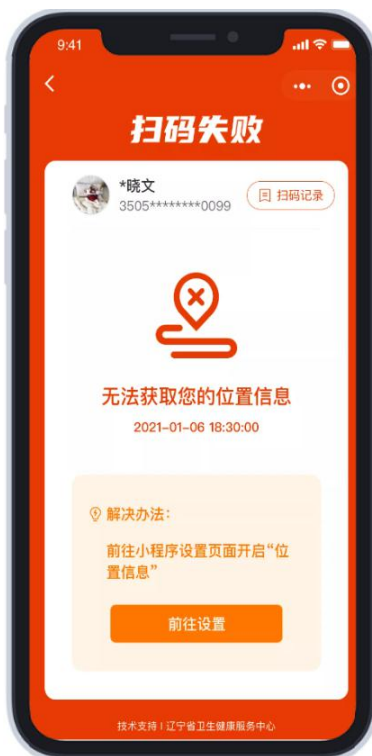 9:41
扫码失败
*晓文
3505********0099
扫码记录
无法获取您的位置信息
2021-01-06 18:30:00
解决办法：
前往小程序设置页面开启“位
置信息”
前往设置
技术支持 | 辽宁省卫生健康服务中心